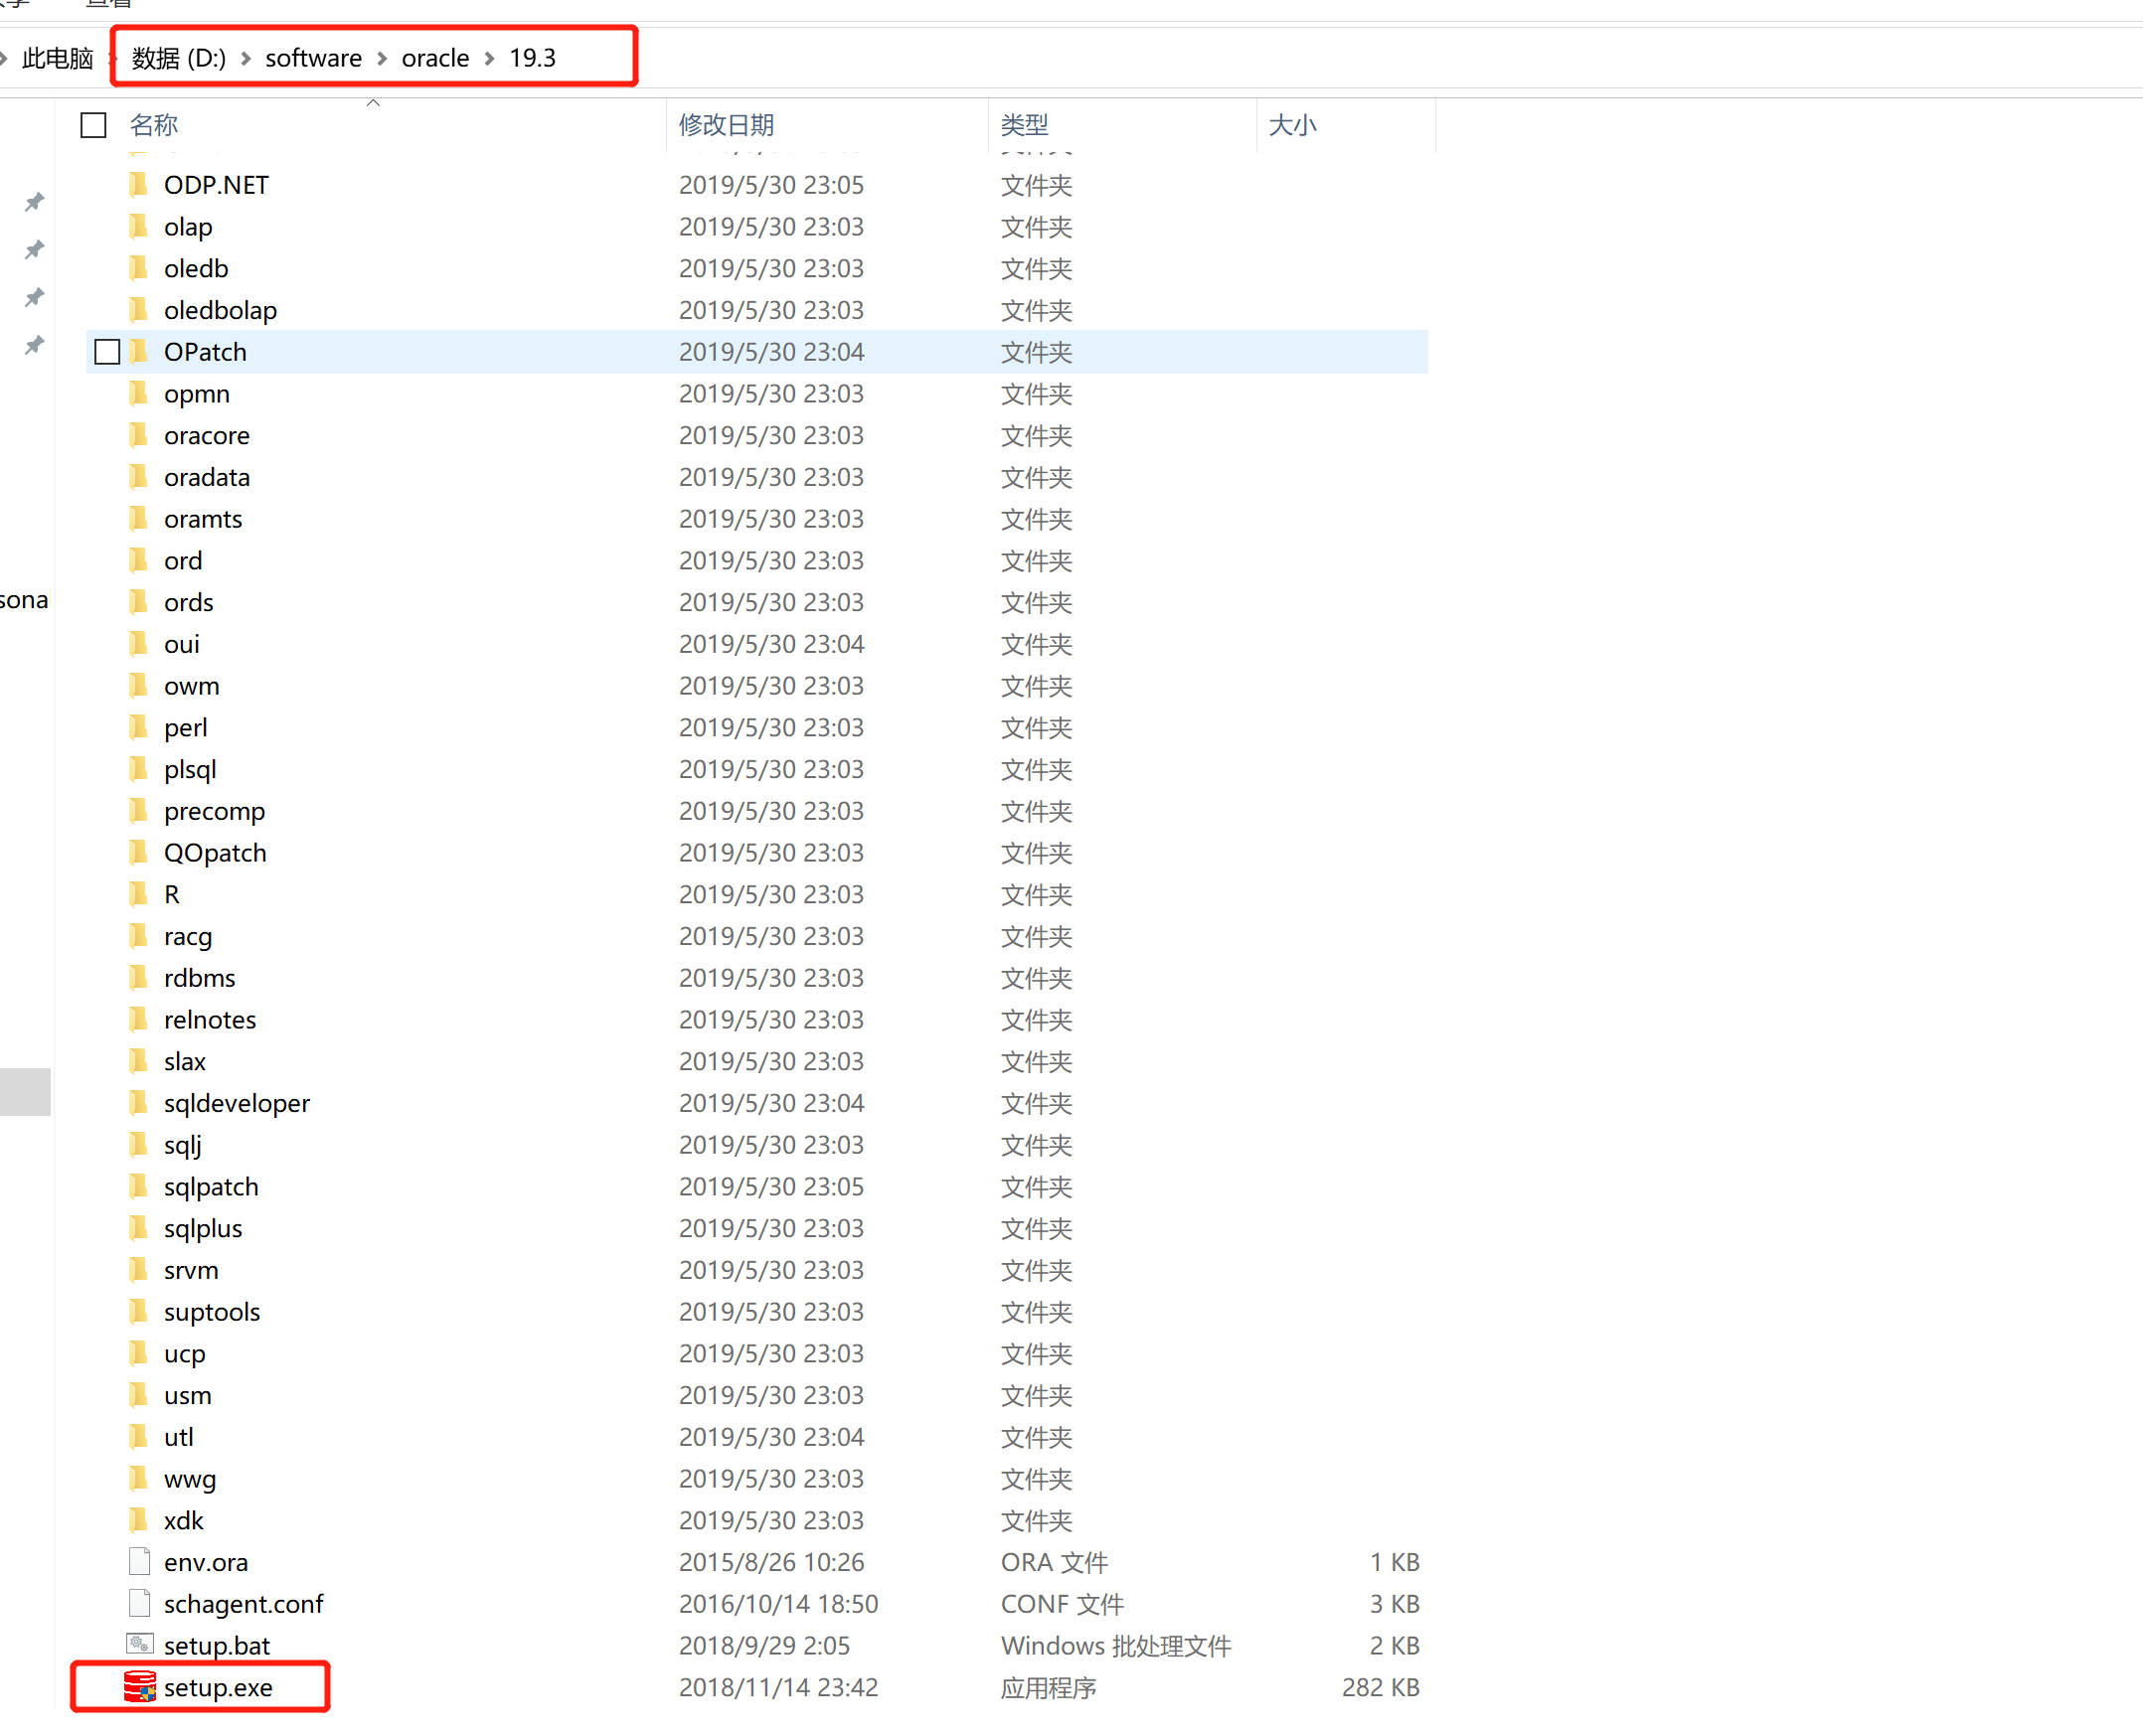 查看
此电脑 数据 (D:) software oracle 19.3
名称 修改日期 类型 大小
ODP.NET 2019/5/30 23:05 文件夹
olap 2019/5/30 23:03 文件夹
oledb 2019/5/30 23:03 文件夹
oledbolap 2019/5/30 23:03 文件夹
OPatch 2019/5/30 23:04 文件夹
opmn 2019/5/30 23:03 文件夹
oracore 2019/5/30 23:03 文件夹
oradata 2019/5/30 23:03 文件夹
oramts 2019/5/30 23:03 文件夹
ord 2019/5/30 23:03 文件夹
sona
ords 2019/5/30 23:03 文件夹
oui 2019/5/30 23:04 文件夹
owm 2019/5/30 23:03 文件夹
perl 2019/5/30 23:03 文件夹
plsql 2019/5/30 23:03 文件夹
precomp 2019/5/30 23:03 文件夹
QOpatch 2019/5/30 23:03 文件夹
R 2019/5/30 23:03 文件夹
racg 2019/5/30 23:03 文件夹
rdbms 2019/5/30 23:03 文件夹
relnotes 2019/5/30 23:03 文件夹
slax 2019/5/30 23:03 文件夹
sqldeveloper 2019/5/30 23:04 文件夹
sqlj 2019/5/30 23:03 文件夹
sqlpatch 2019/5/30 23:05 文件夹
sqlplus 2019/5/30 23:03 文件夹
srvm 2019/5/30 23:03 文件夹
suptools 2019/5/30 23:03 文件夹
ucp 2019/5/30 23:03 文件夹
usm 2019/5/30 23:03 文件夹
utl 2019/5/30 23:04 文件夹
wwg 2019/5/30 23:03 文件夹
xdk 2019/5/30 23:03 文件夹
env.ora 2015/8/26 10:26 ORA 文件 1 KB
schagent.conf 2016/10/14 18:50 CONF 文件 3 KB
setup.bat 2018/9/29 2:05 Windows 批处理文件 2 KB
setup.exe 2018/11/14 23:42 应用程序 282 KB